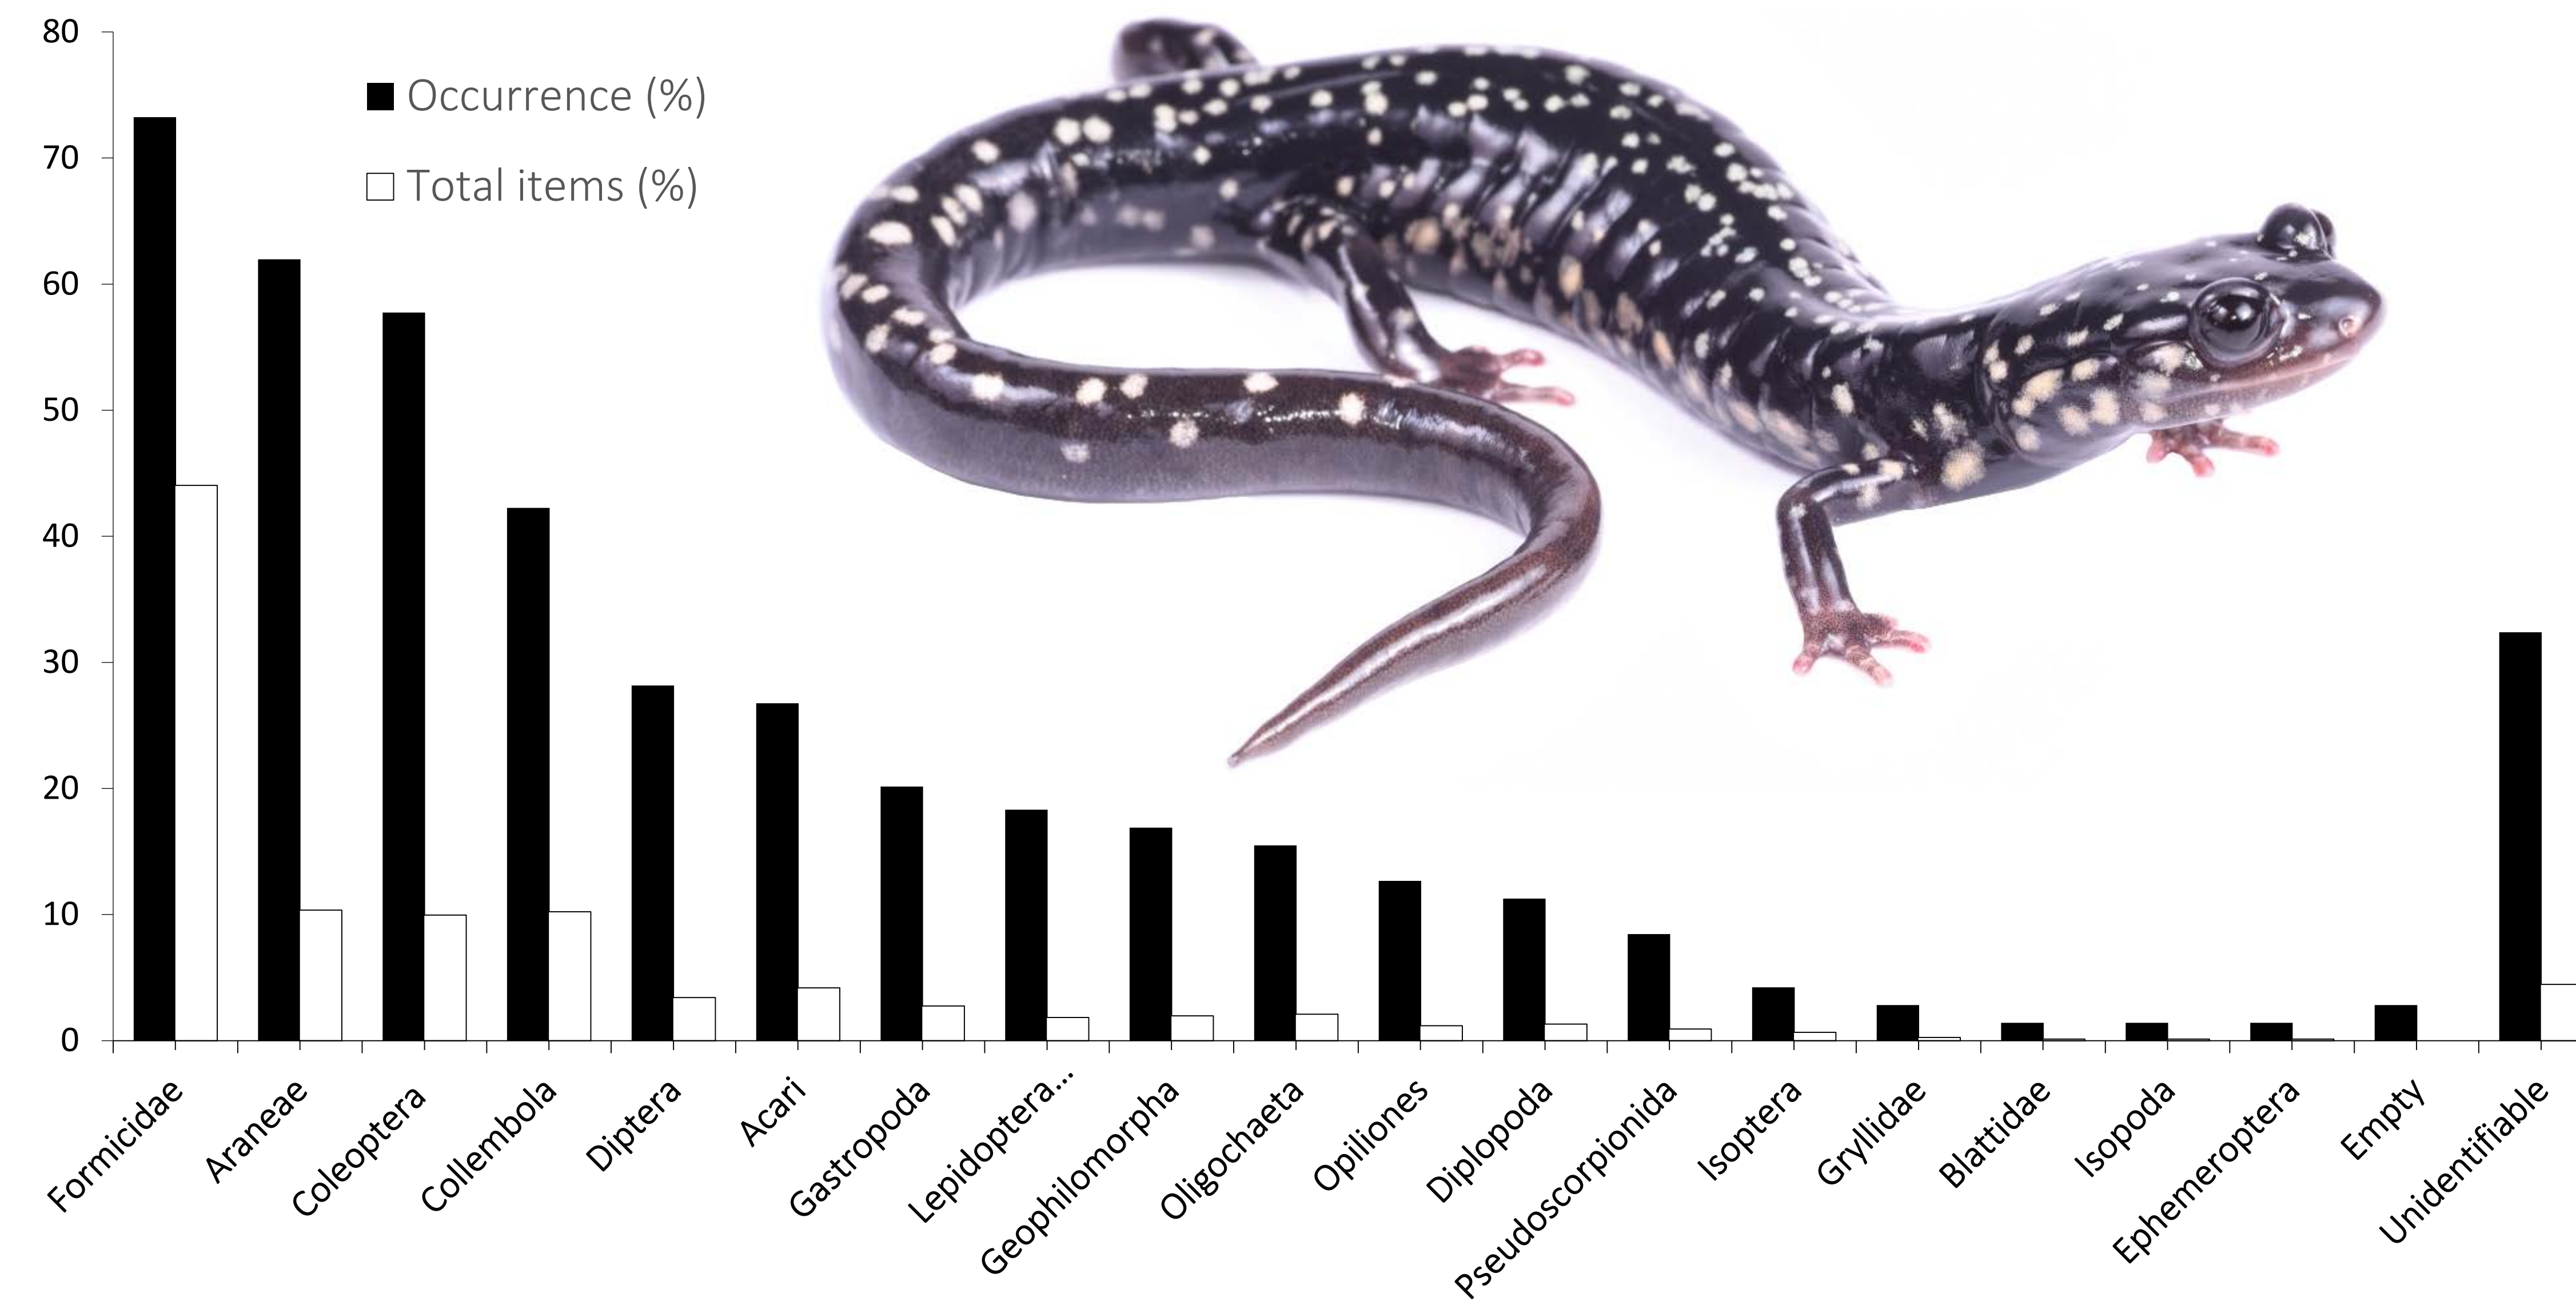 80
70
60
50
40
30
20
10
0
Occurrence (%)
Total items (%)
Formicidae
Araneae
Coleoptera
Collembola
Diptera
Acari
Gastropoda
Lepidoptera...
Geophilomorpha
Oligochaeta
Opiliones
Diplopoda
Pseudoscorpionida
Isoptera
Gryllidae
Blattidae
Isopoda
Ephemeroptera
Empty
Unidentifiable